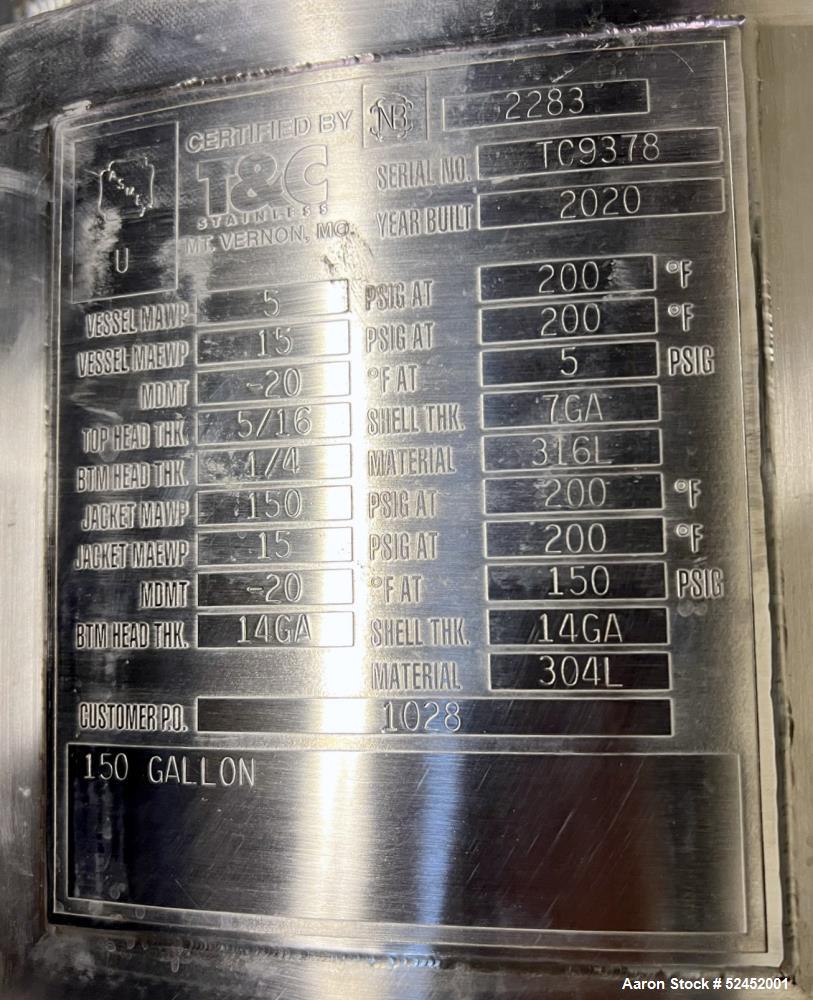 ASME
U
CERTIFIED BY
T&C
STAINLESS
MT. VERNON, MO.
NB 2283
SERIAL NO. TC9378
YEAR BUILT 2020
VESSEL MAWP 5 PSIG AT 200 °F
VESSEL MAEWP 15 PSIG AT 200 °F
MDMT -20 °F AT 5 PSIG
TOP HEAD THK. 5/16 SHELL THK. 7GA
BTM HEAD THK. 1/4 MATERIAL 316L
JACKET MAWP 150 PSIG AT 200 °F
JACKET MAEWP 15 PSIG AT 200 °F
MDMT -20 °F AT 150 PSIG
BTM HEAD THK. 14GA SHELL THK. 14GA
MATERIAL 304L
CUSTOMER P.O. 1028
150 GALLON
Aaron Stock # 52452001